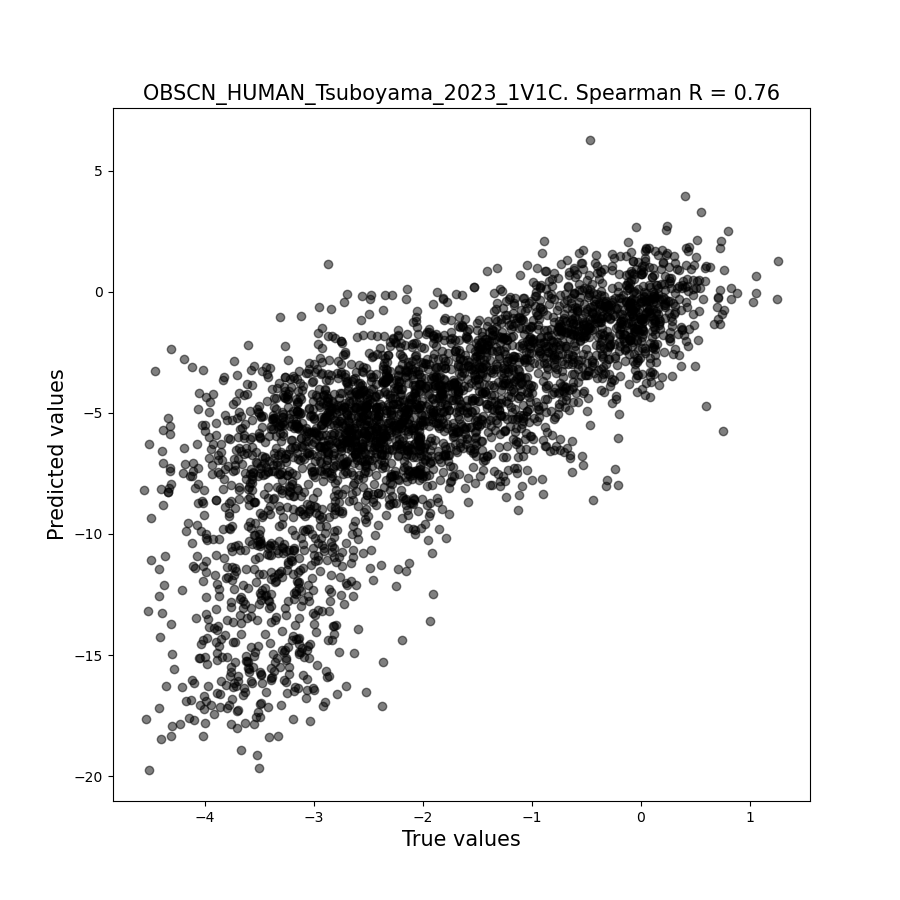 OBSCN_HUMAN_Tsuboyama_2023_1V1C. Spearman R = 0.76
5
0
−5
−10
−15
−20
Predicted values
−4 −3 −2 −1 0 1
True values